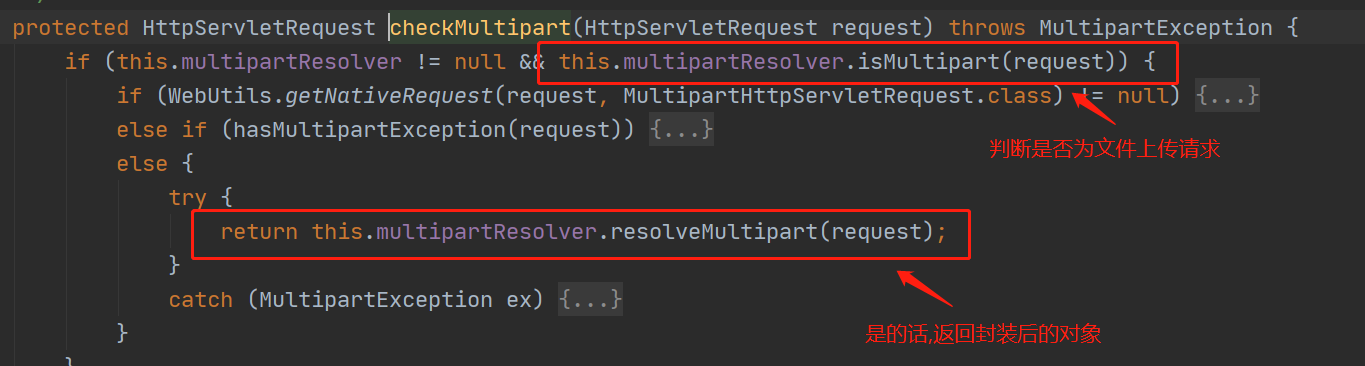 protected HttpServletRequest checkMultipart(HttpServletRequest request) throws MultipartException {
if (this.multipartResolver != null && this.multipartResolver.isMultipart(request)) {
if (WebUtils.getNativeRequest(request, MultipartHttpServletRequest.class) != null) {...}
else if (hasMultipartException(request)) {...}
判断是否为文件上传请求
else {
try {
return this.multipartResolver.resolveMultipart(request);
}
catch (MultipartException ex) {...}
是的话,返回封装后的对象
}